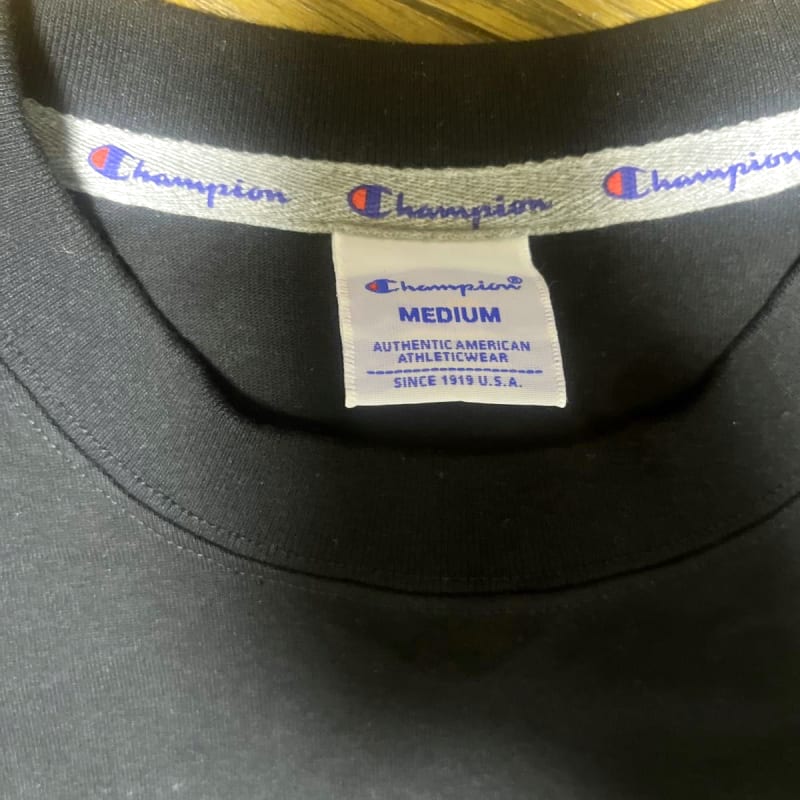 Champion Champion Champion
Champion®
MEDIUM
AUTHENTIC AMERICAN
ATHLETICWEAR
SINCE 1919 U.S.A.